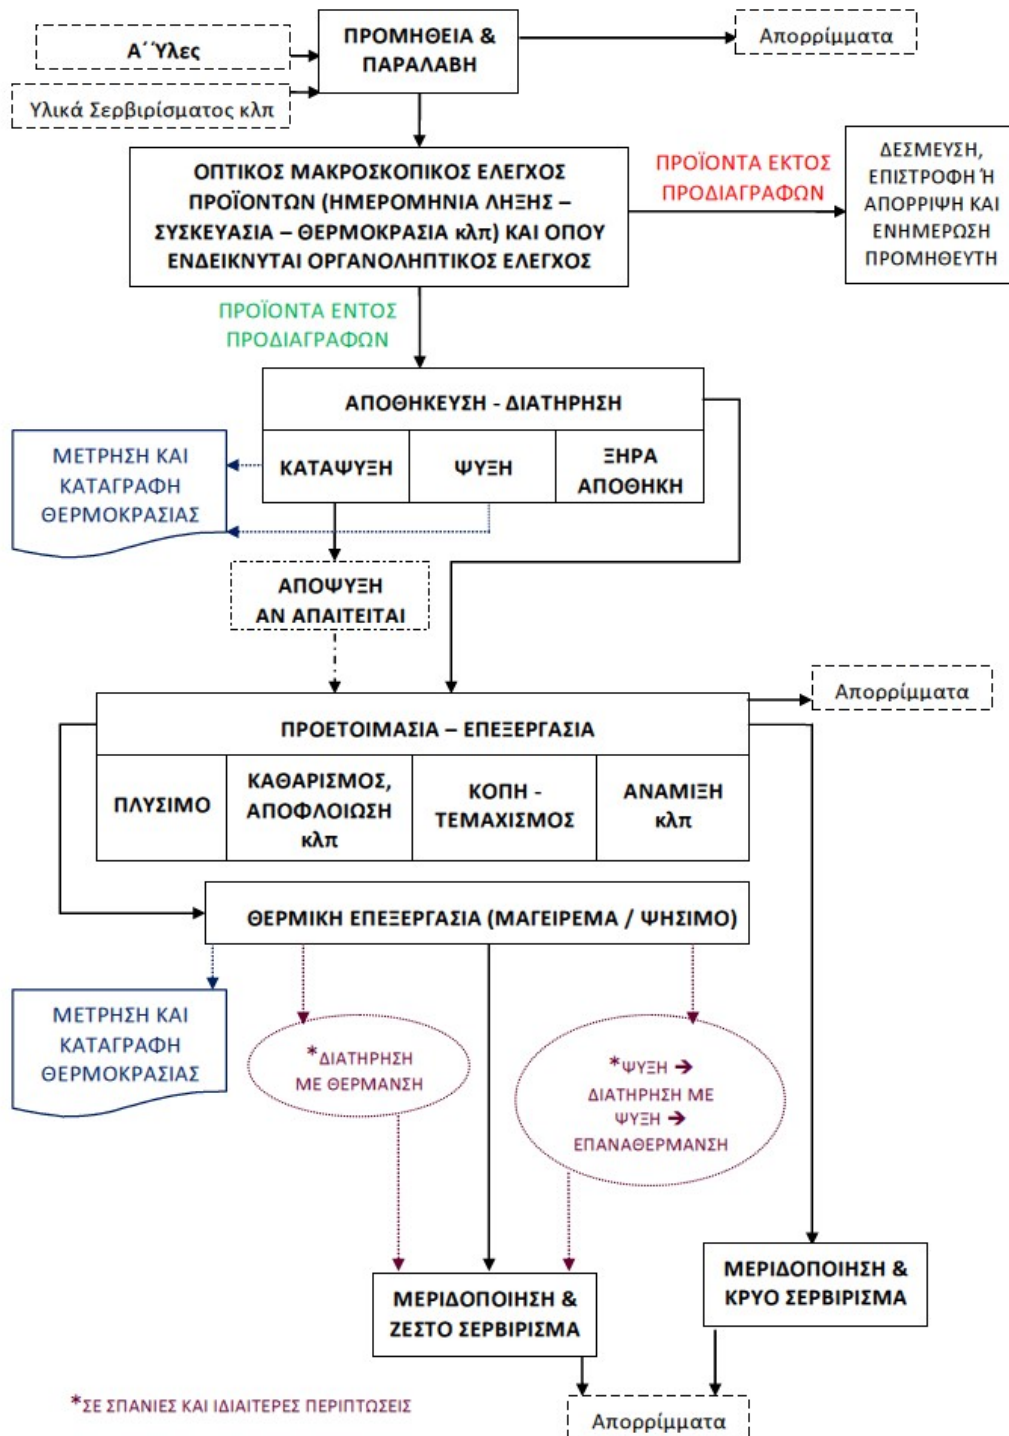 Α΄ Ύλες
Υλικά Σερβιρίσματος κλπ
ΠΡΟΜΗΘΕΙΑ &
ΠΑΡΑΛΑΒΗ
Απορρίμματα
ΟΠΤΙΚΟΣ ΜΑΚΡΟΣΚΟΠΙΚΟΣ ΕΛΕΓΧΟΣ
ΠΡΟΪΟΝΤΩΝ (ΗΜΕΡΟΜΗΝΙΑ ΛΗΞΗΣ –
ΣΥΣΚΕΥΑΣΙΑ – ΘΕΡΜΟΚΡΑΣΙΑ κλπ) ΚΑΙ ΟΠΟΥ
ΕΝΔΕΙΚΝΥΤΑΙ ΟΡΓΑΝΟΛΗΠΤΙΚΟΣ ΕΛΕΓΧΟΣ
ΠΡΟΪΟΝΤΑ ΕΚΤΟΣ
ΠΡΟΔΙΑΓΡΑΦΩΝ
ΔΕΣΜΕΥΣΗ,
ΕΠΙΣΤΡΟΦΗ Ή
ΑΠΟΡΡΙΨΗ ΚΑΙ
ΕΝΗΜΕΡΩΣΗ
ΠΡΟΜΗΘΕΥΤΗ
ΠΡΟΪΟΝΤΑ ΕΝΤΟΣ
ΠΡΟΔΙΑΓΡΑΦΩΝ
ΑΠΟΘΗΚΕΥΣΗ - ΔΙΑΤΗΡΗΣΗ
ΚΑΤΑΨΥΞΗ
ΨΥΞΗ
ΞΗΡΑ
ΑΠΟΘΗΚΗ
ΜΕΤΡΗΣΗ ΚΑΙ
ΚΑΤΑΓΡΑΦΗ
ΘΕΡΜΟΚΡΑΣΙΑΣ
ΑΠΟΨΥΞΗ
ΑΝ ΑΠΑΙΤΕΙΤΑΙ
Απορρίμματα
ΠΡΟΕΤΟΙΜΑΣΙΑ – ΕΠΕΞΕΡΓΑΣΙΑ
ΠΛΥΣΙΜΟ
ΚΑΘΑΡΙΣΜΟΣ,
ΑΠΟΦΛΟΙΩΣΗ
κλπ
ΚΟΠΗ -
ΤΕΜΑΧΙΣΜΟΣ
ΑΝΑΜΙΞΗ
κλπ
ΘΕΡΜΙΚΗ ΕΠΕΞΕΡΓΑΣΙΑ (ΜΑΓΕΙΡΕΜΑ / ΨΗΣΙΜΟ)
ΜΕΤΡΗΣΗ ΚΑΙ
ΚΑΤΑΓΡΑΦΗ
ΘΕΡΜΟΚΡΑΣΙΑΣ
*ΔΙΑΤΗΡΗΣΗ
ΜΕ ΘΕΡΜΑΝΣΗ
*ΨΥΞΗ ➔
ΔΙΑΤΗΡΗΣΗ ΜΕ
ΨΥΞΗ ➔
ΕΠΑΝΑΘΕΡΜΑΝΣΗ
ΜΕΡΙΔΟΠΟΙΗΣΗ &
ΖΕΣΤΟ ΣΕΡΒΙΡΙΣΜΑ
ΜΕΡΙΔΟΠΟΙΗΣΗ &
ΚΡΥΟ ΣΕΡΒΙΡΙΣΜΑ
*ΣΕ ΣΠΑΝΙΕΣ ΚΑΙ ΙΔΙΑΙΤΕΡΕΣ ΠΕΡΙΠΤΩΣΕΙΣ
Απορρίμματα